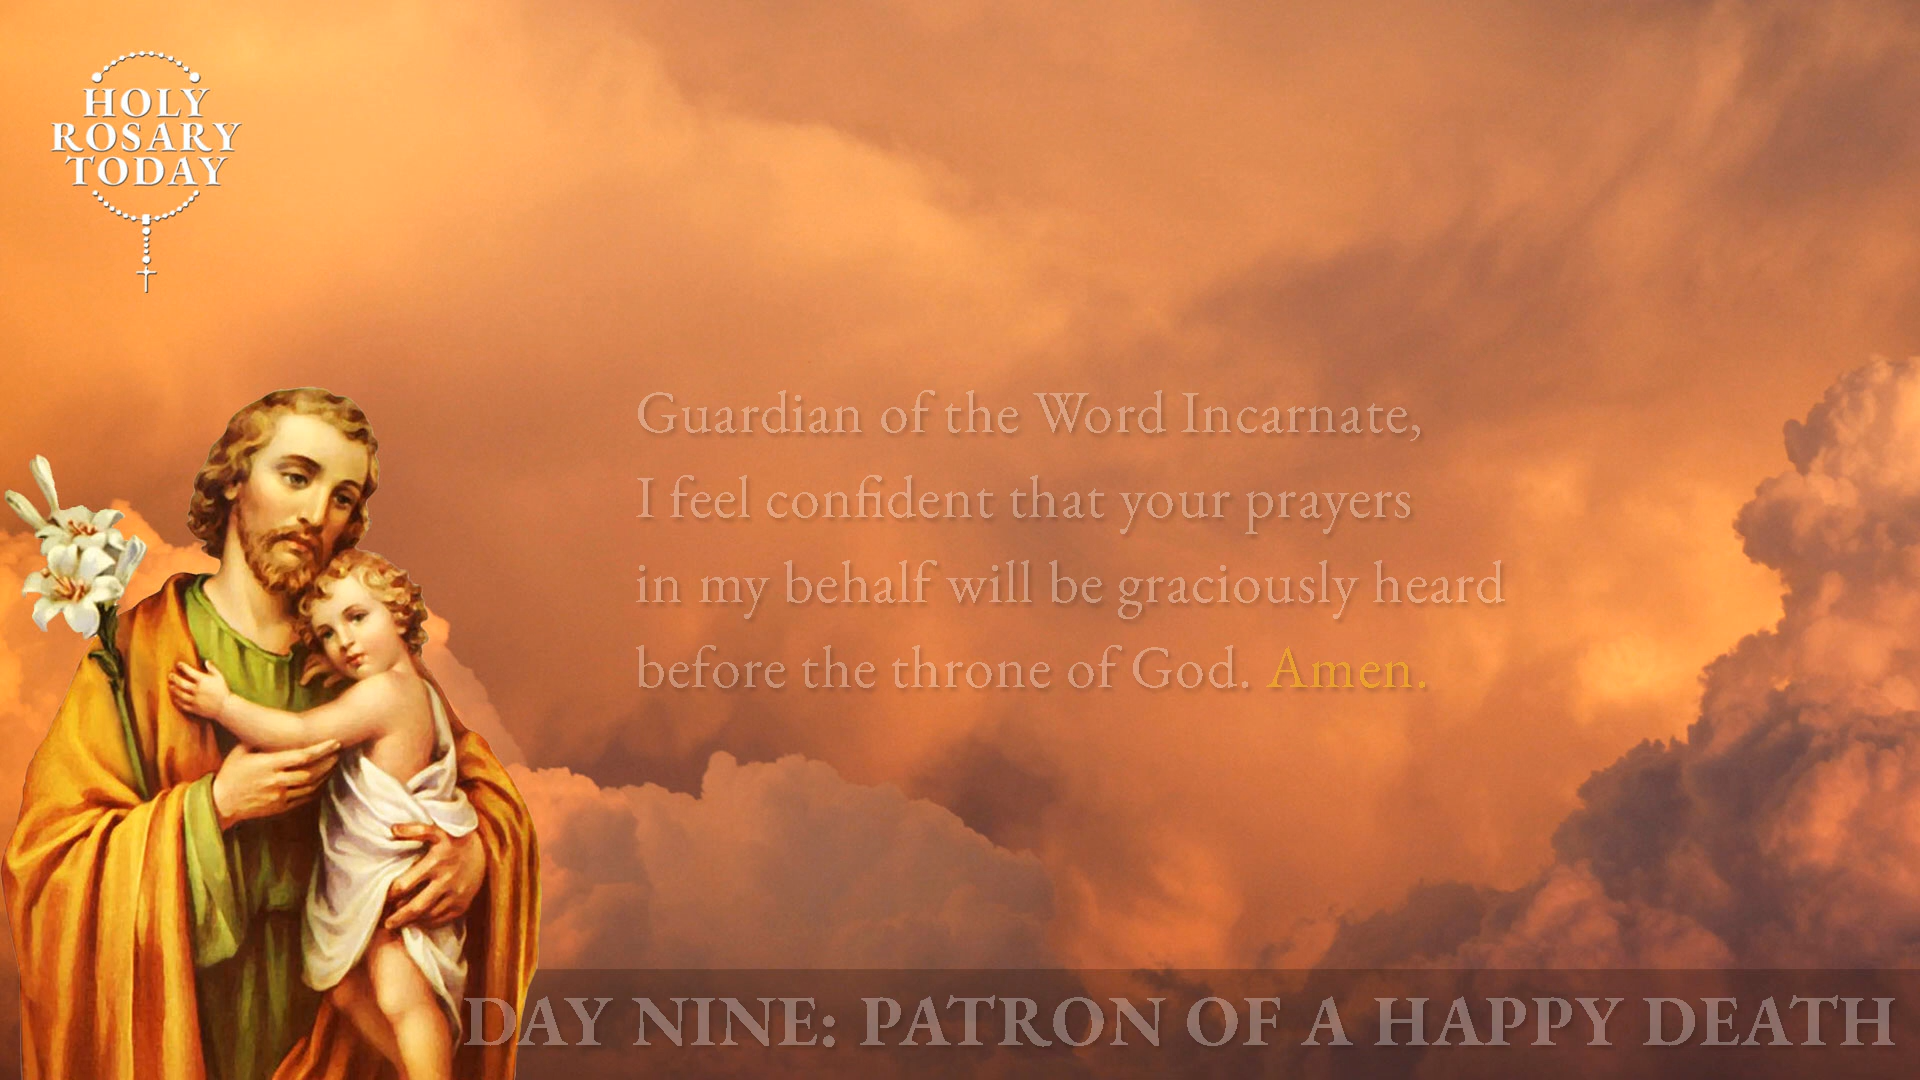 HOLY
ROSARY
TODAY
Guardian of the Word Incarnate,
I feel confident that your prayers
in my behalf will be graciously heard
before the throne of God. Amen.
DAY NINE: PATRON OF A HAPPY DEATH